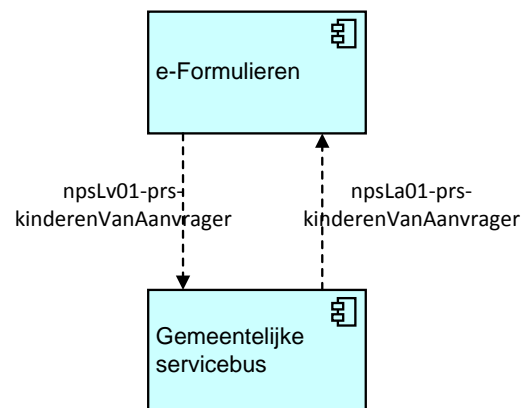 e-Formulieren
npsLv01-prs-
kinderenVanAanvrager
npsLa01-prs-
kinderenVanAanvrager
Gemeentelijke
servicebus